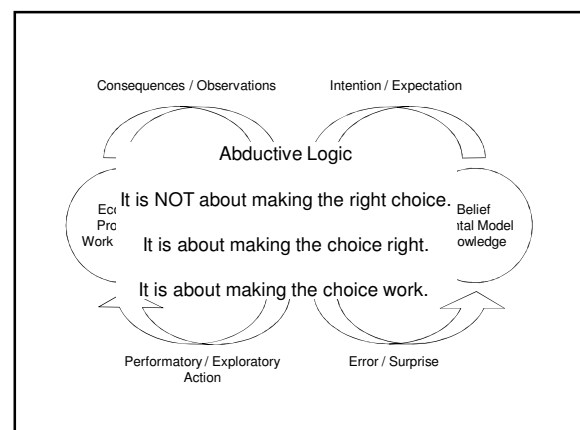 Consequences / Observations
Intention / Expectation
Abductive Logic
It is NOT about making the right choice.
Belief
Work
It is about making the choice right.
It is about making the choice work.
Performatory / Exploratory
Action
Error / Surprise